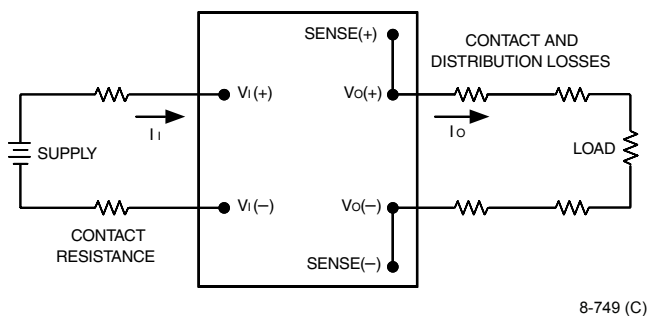 SENSE(+)
CONTACT AND
DISTRIBUTION LOSSES
VI(+)
VO(+)
II
IO
SUPPLY
LOAD
VI(–)
VO(–)
CONTACT
RESISTANCE
SENSE(–)
8-749 (C)